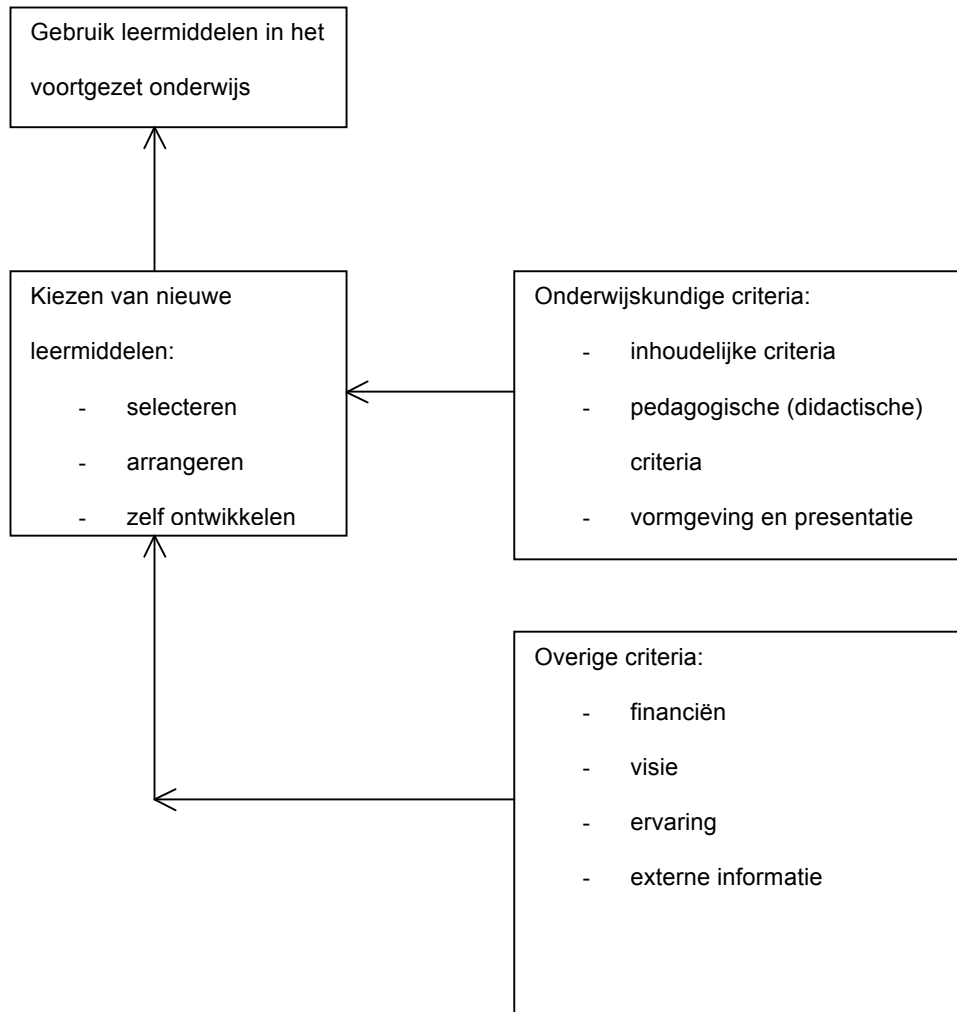 Gebruik leermiddelen in het
voortgezet onderwijs
Kiezen van nieuwe
leermiddelen:
- selecteren
- arrangeren
- zelf ontwikkelen
Onderwijskundige criteria:
- inhoudelijke criteria
- pedagogische (didactische)
criteria
- vormgeving en presentatie
Overige criteria:
- financiën
- visie
- ervaring
- externe informatie